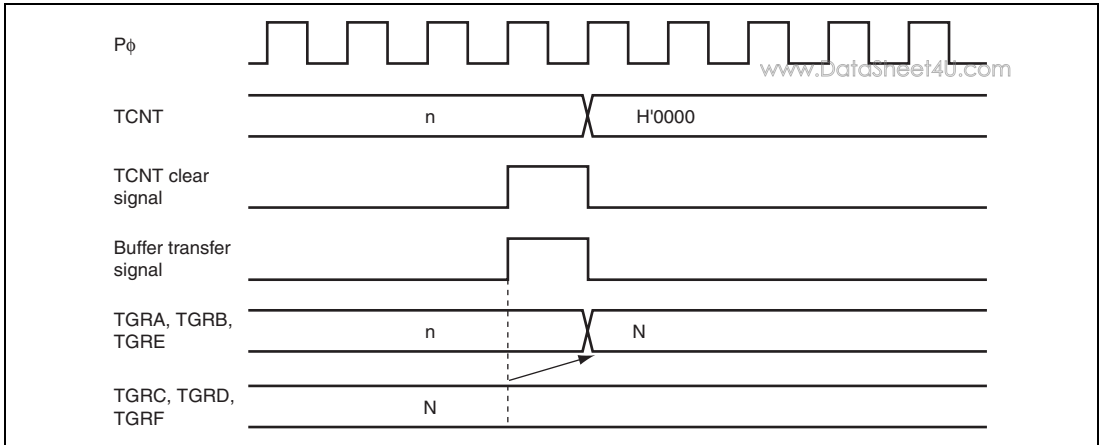 Pϕ
www.DataSheet4U.com
TCNT
n
H'0000
TCNT clear
signal
Buffer transfer
signal
TGRA, TGRB,
TGRE
n
N
TGRC, TGRD,
TGRF
N